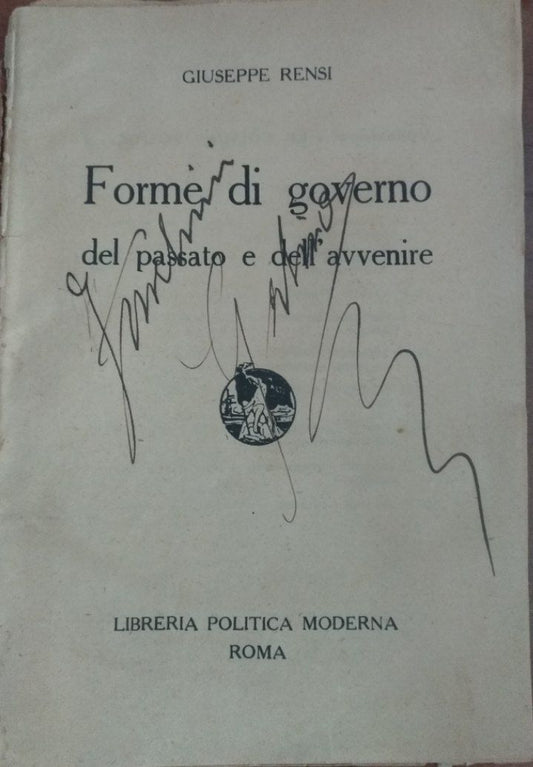 GIUSEPPE RENSI
Forme di governo
del passato e dell'avvenire
LIBRERIA POLITICA MODERNA
ROMA